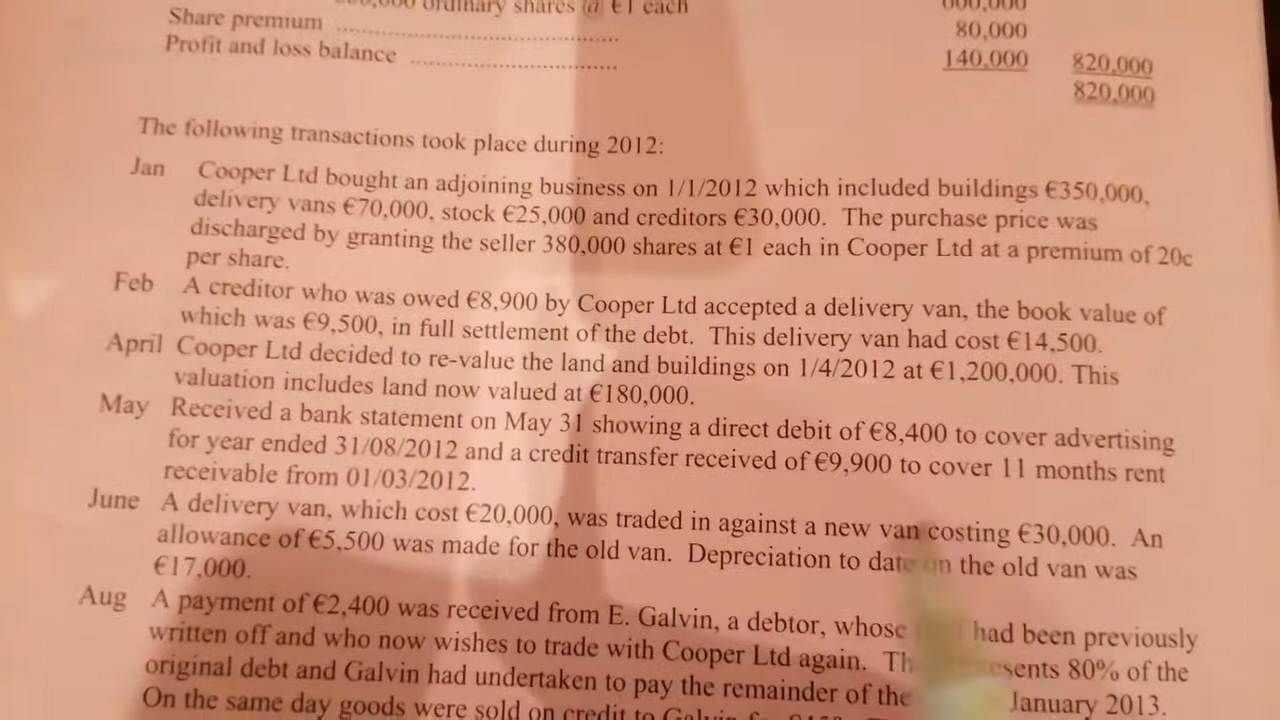 ordinary shares @ €1 each
Share premium .......................................... 80,000
Profit and loss balance .............................. 140,000 820,000
820,000
The following transactions took place during 2012:
Jan Cooper Ltd bought an adjoining business on 1/1/2012 which included buildings €350,000,
delivery vans €70,000, stock €25,000 and creditors €30,000. The purchase price was
discharged by granting the seller 380,000 shares at €1 each in Cooper Ltd at a premium of 20c
per share.
Feb A creditor who was owed €8,900 by Cooper Ltd accepted a delivery van, the book value of
which was €9,500, in full settlement of the debt. This delivery van had cost €14,500.
April Cooper Ltd decided to re-value the land and buildings on 1/4/2012 at €1,200,000. This
valuation includes land now valued at €180,000.
May Received a bank statement on May 31 showing a direct debit of €8,400 to cover advertising
for year ended 31/08/2012 and a credit transfer received of €9,900 to cover 11 months rent
receivable from 01/03/2012.
June A delivery van, which cost €20,000, was traded in against a new van costing €30,000. An
allowance of €5,500 was made for the old van. Depreciation to date on the old van was
€17,000.
Aug A payment of €2,400 was received from E. Galvin, a debtor, whose had been previously
written off and who now wishes to trade with Cooper Ltd again. 80% of the
original debt and Galvin had undertaken to pay the remainder of the January 2013.
On the same day goods were sold on credit to Galvin